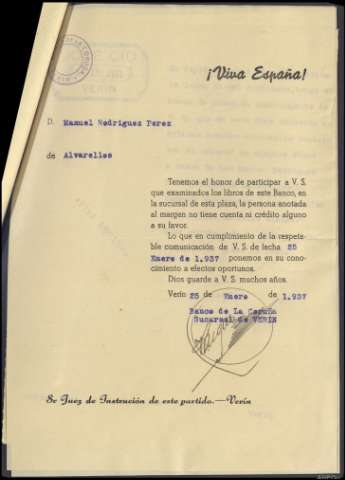 ¡Viva España!
VERIN
D. Manuel Rodriguez Perez
de Alvarellos
Tenemos el honor de participar a V. S.
que examinados los libros de este Banco, en
la sucursal de esta plaza, la persona anotada
al margen no tiene cuenta ni crédito alguno
a su favor.
Lo que en cumplimiento de la respeta-
ble comunicación de V. S. de fecha 25
Enero de 1.937 ponemos en su cono-
cimiento a efectos oportunos.
Dios guarde a V. S. muchos años.
Verín 25 de Enero de 1.937
Banco de La Coruña
Sucursal de VERIN
Sr. Juez de Instrución de este partido.—Verín